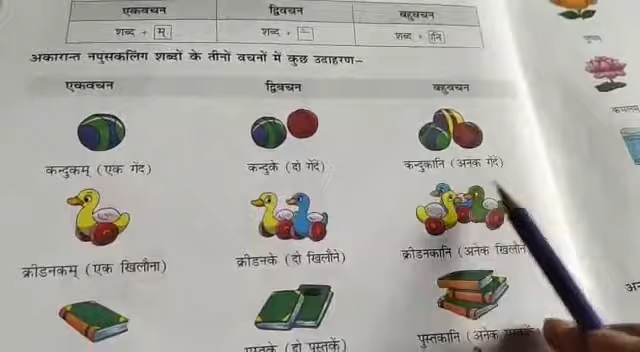 एकवचन द्विवचन बहुवचन
शब्द + म् शब्द + शब्द +
अकारान्त नपुंसकलिंग शब्दों के तीनों वचनों में कुछ उदाहरण–
एकवचन द्विवचन बहुवचन
कन्दुकम् (एक गेंद) कन्दुके (दो गेंदें) कन्दुकानि (अनेक गेंदें)
क्रीडनकम् (एक खिलौना) क्रीडनके (दो खिलौने) क्रीडनकानि (अनेक
पुस्तके (दो पुस्तकें) पुस्तकानि (अनेक